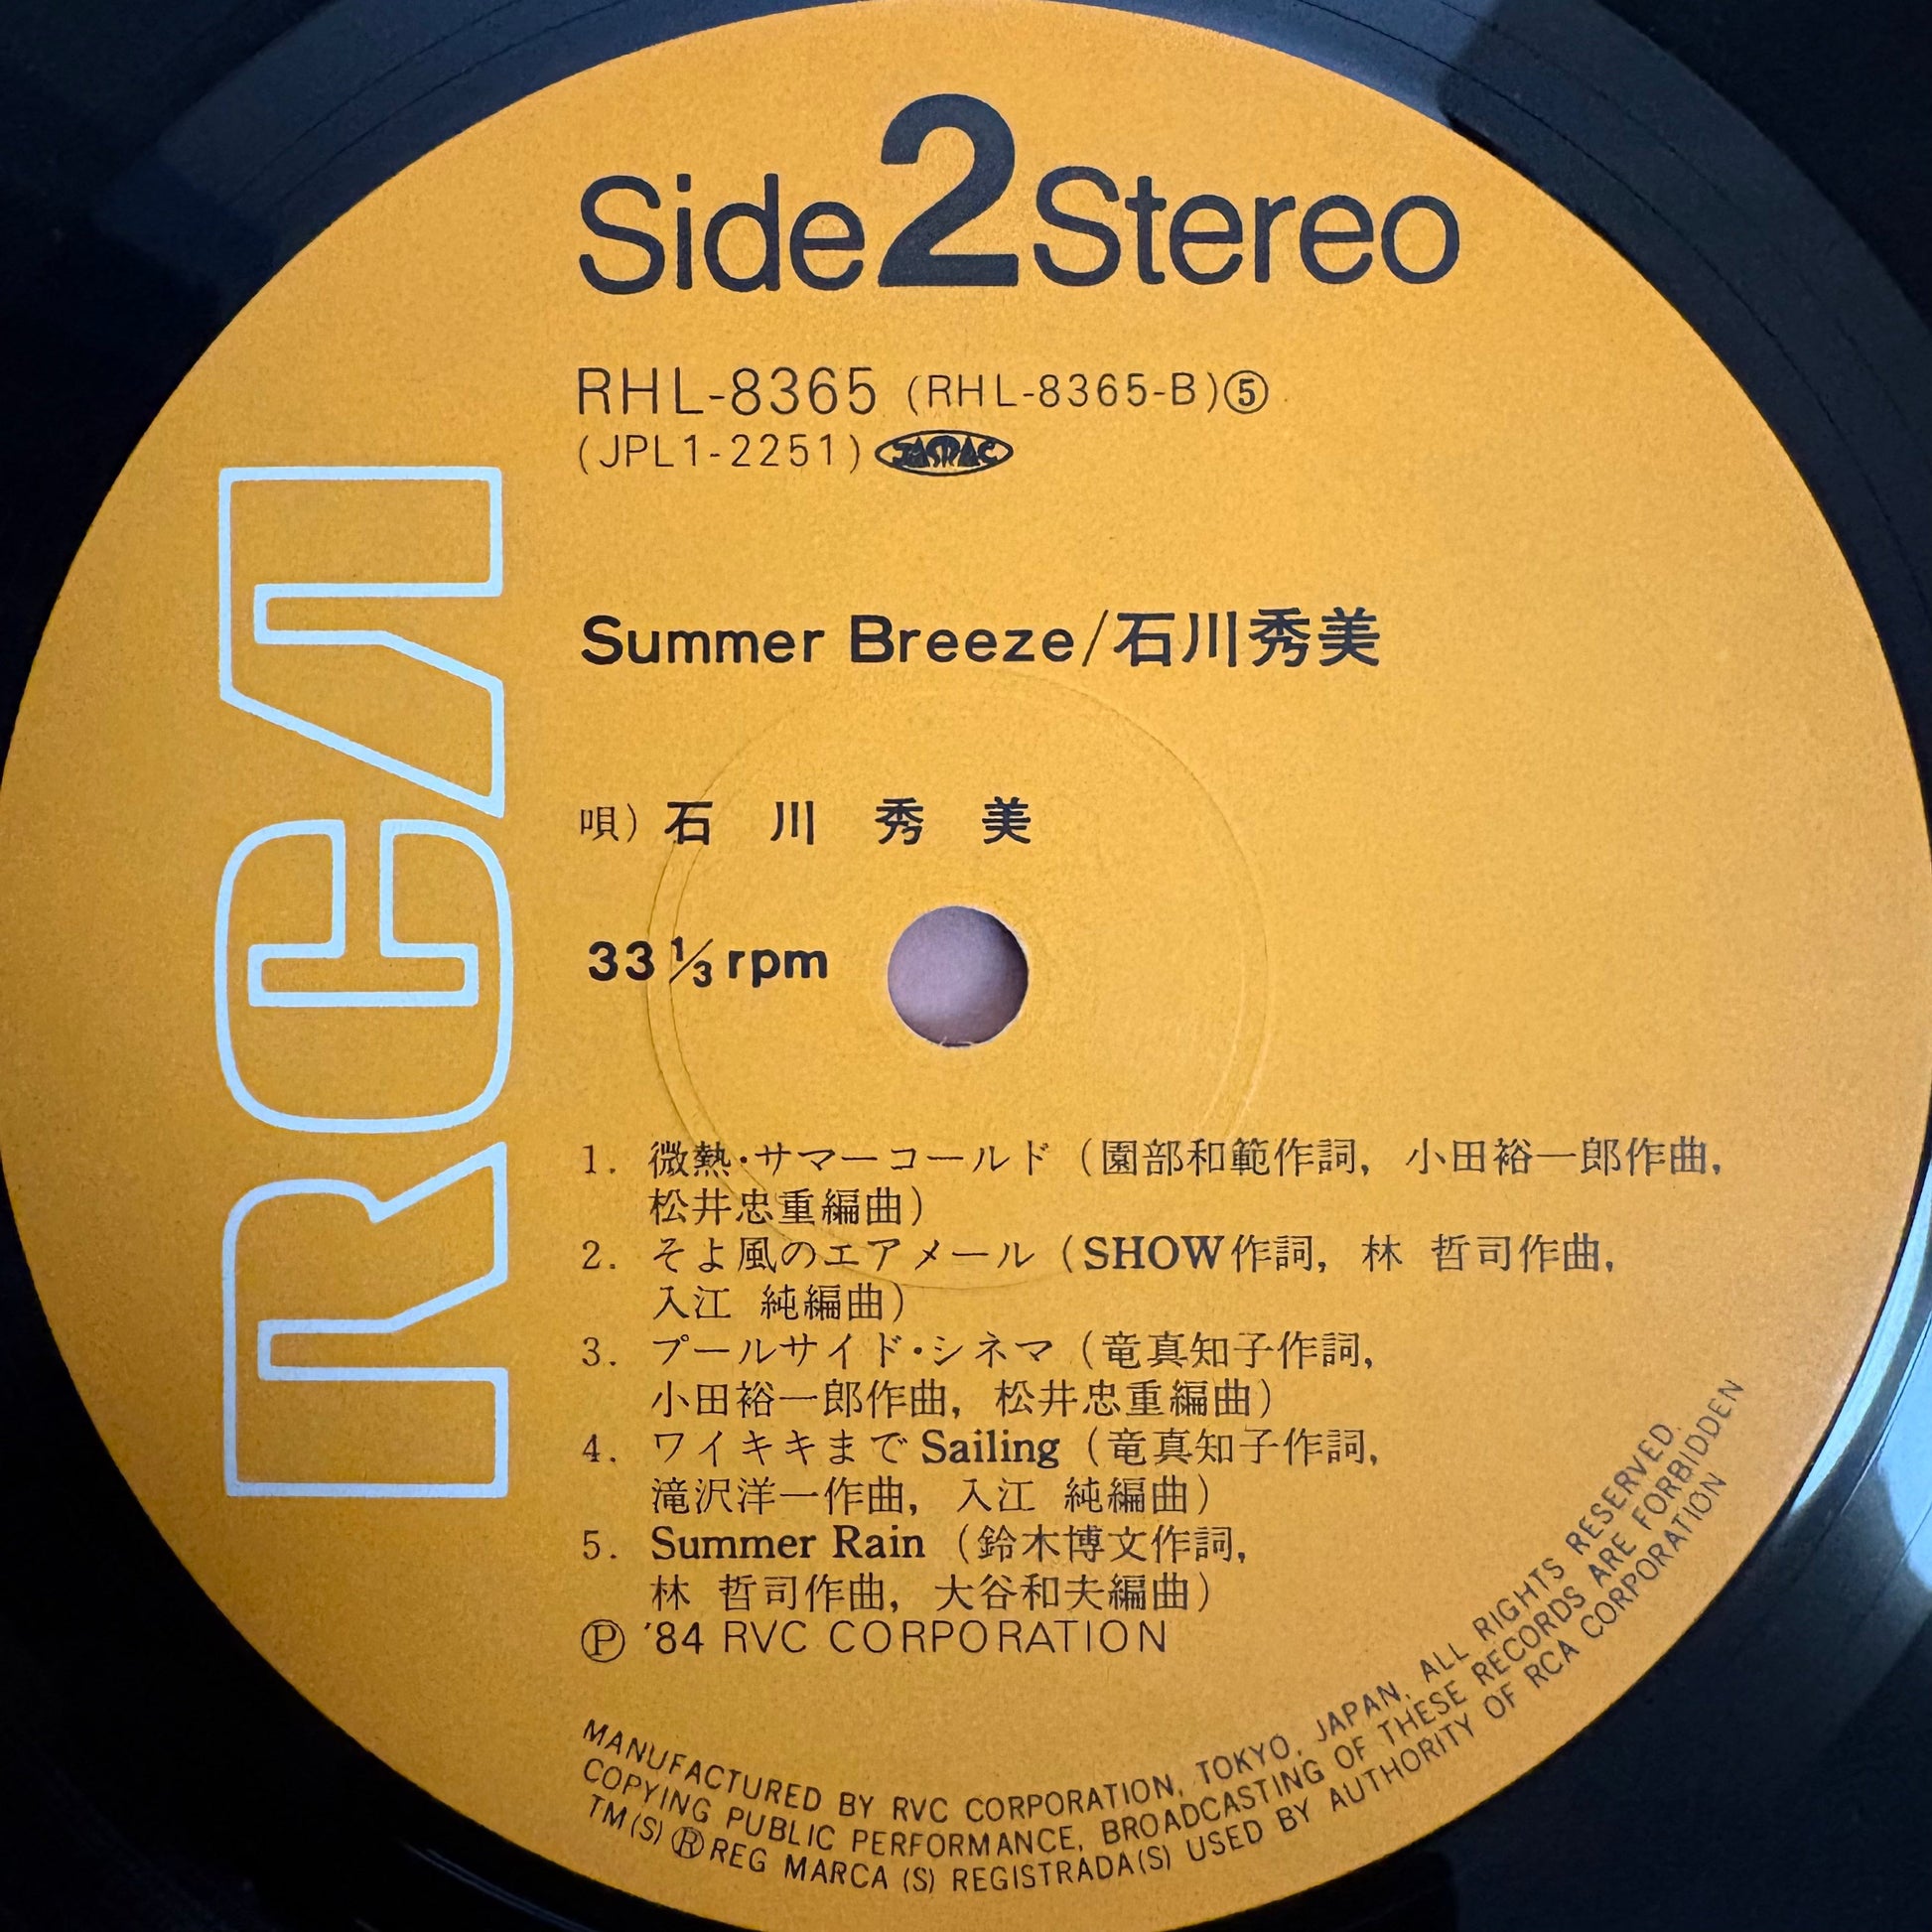 Side 2 Stereo
RHL-8365 (RHL-8365-B)⑤
(JPL1-2251) JASRAC
RCA
Summer Breeze/石川秀美
唄) 石川秀美
33 1/3 rpm
1. 微熱・サマーコールド (園部和範作詞, 小田裕一郎作曲,
松井忠重編曲)
2. そよ風のエアメール (SHOW作詞, 林 哲司作曲,
入江 純編曲)
3. プールサイド・シネマ (竜真知子作詞,
小田裕一郎作曲, 松井忠重編曲)
4. ワイキキまで Sailing (竜真知子作詞,
滝沢洋一作曲, 入江 純編曲)
5. Summer Rain (鈴木博文作詞,
林 哲司作曲, 大谷和夫編曲)
Ⓟ '84 RVC CORPORATION
MANUFACTURED BY RVC CORPORATION, TOKYO, JAPAN, ALL RIGHTS RESERVED.
COPYING PUBLIC PERFORMANCE, BROADCASTING OF THESE RECORDS ARE FORBIDDEN
TM(S) ® REG MARCA (S) REGISTRADA(S) USED BY AUTHORITY OF RCA CORPORATION